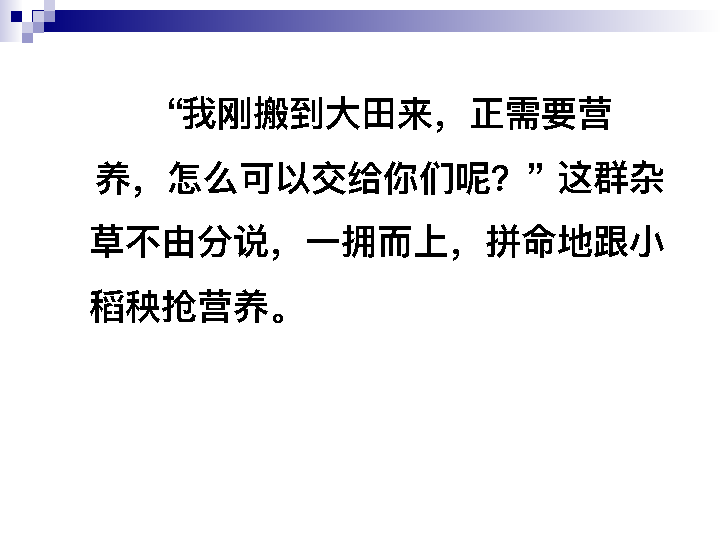 “我刚搬到大田来，正需要营
养，怎么可以交给你们呢？”这群杂
草不由分说，一拥而上，拼命地跟小
稻秧抢营养。